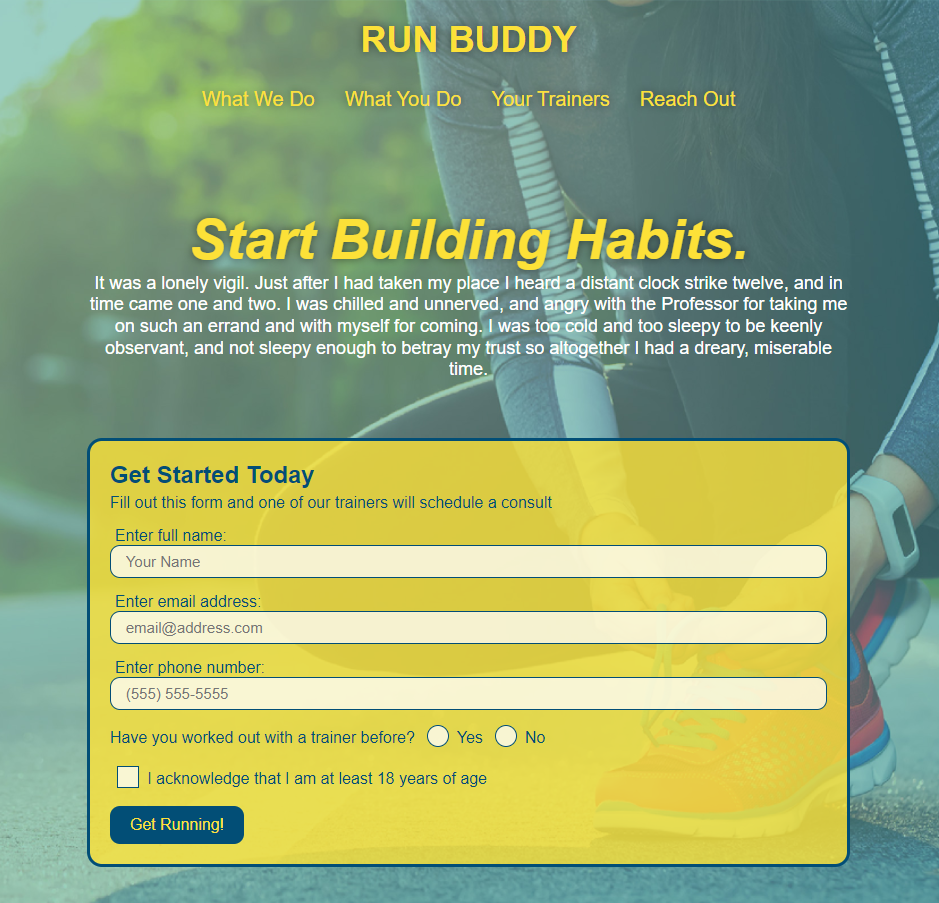 RUN BUDDY
What We Do What You Do Your Trainers Reach Out
Start Building Habits.
It was a lonely vigil. Just after I had taken my place I heard a distant clock strike twelve, and in
time came one and two. I was chilled and unnerved, and angry with the Professor for taking me
on such an errand and with myself for coming. I was too cold and too sleepy to be keenly
observant, and not sleepy enough to betray my trust so altogether I had a dreary, miserable
time.
Get Started Today
Fill out this form and one of our trainers will schedule a consult
Enter full name:
Your Name
Enter email address:
email@address.com
Enter phone number:
(555) 555-5555
Have you worked out with a trainer before? Yes No
I acknowledge that I am at least 18 years of age
Get Running!